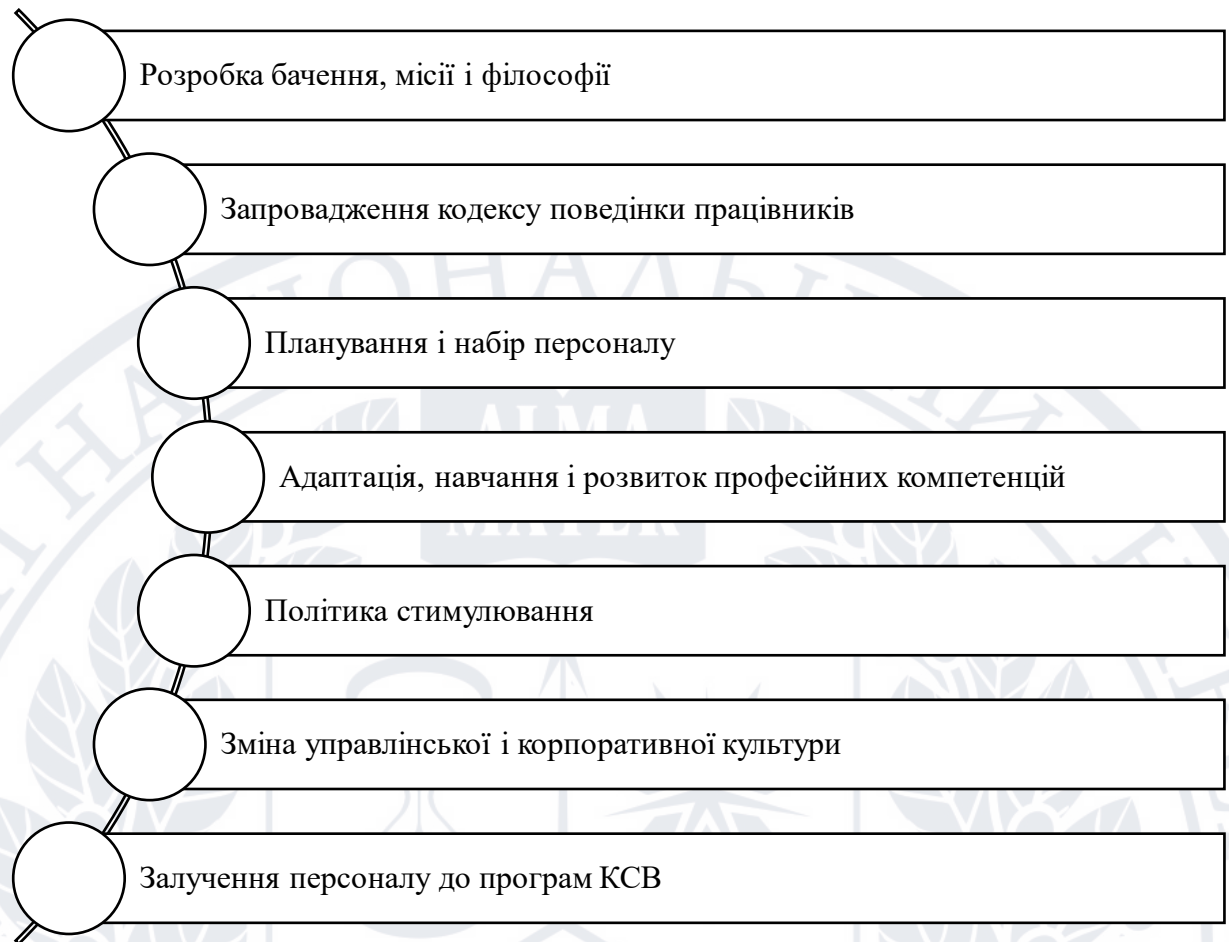 Розробка бачення, місії і філософії
Запровадження кодексу поведінки працівників
Планування і набір персоналу
Адаптація, навчання і розвиток професійних компетенцій
Політика стимулювання
Зміна управлінської і корпоративної культури
Залучення персоналу до програм КСВ